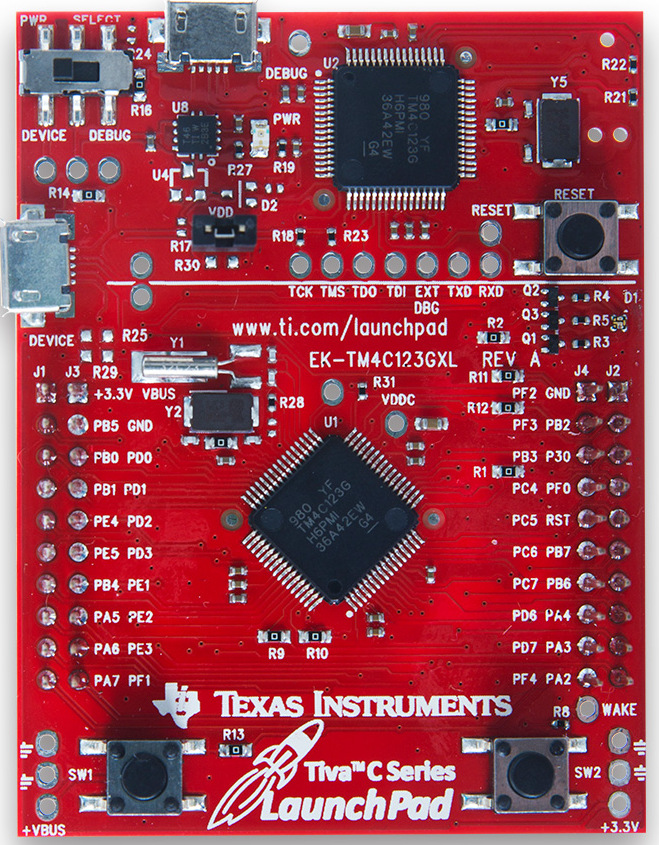 PWR SELECT
R24
R16
DEVICE DEBUG
R14
U8
T46
TI W
U4
R27
D2
VDD
R17
R30
DEBUG
PWR
R19
U2
980 YF
TM4C123G
H6PMI
36A42EW
G4
R18 R23
Y5
R22
R21
RESET
RESET
TCK TMS TDO TDI EXT TXD RXD
DBG
Q2
Q3
Q1
R4
R5
R3
D1
DEVICE
R25
R29
www.ti.com/launchpad
EK-TM4C123GXL REV A
R2
R11
R12
R1
Y1
Y2
R28
R31
VDDC
U1
980 YF
TM4C123G
H6PMI
36A42EW
G4
J1 J3
+3.3V VBUS
PB5 GND
PB0 PD0
PB1 PD1
PE4 PD2
PE5 PD3
PB4 PE1
PA5 PE2
PA6 PE3
PA7 PF1
J4 J2
PF2 GND
PF3 PB2
PB3 P30
PC4 PF0
PC5 RST
PC6 PB7
PC7 PB6
PD6 PA4
PD7 PA3
PF4 PA2
R9 R10
TEXAS INSTRUMENTS
R8
WAKE
R13
SW1
Tiva™ C Series
LaunchPad
SW2
+VBUS
+3.3V